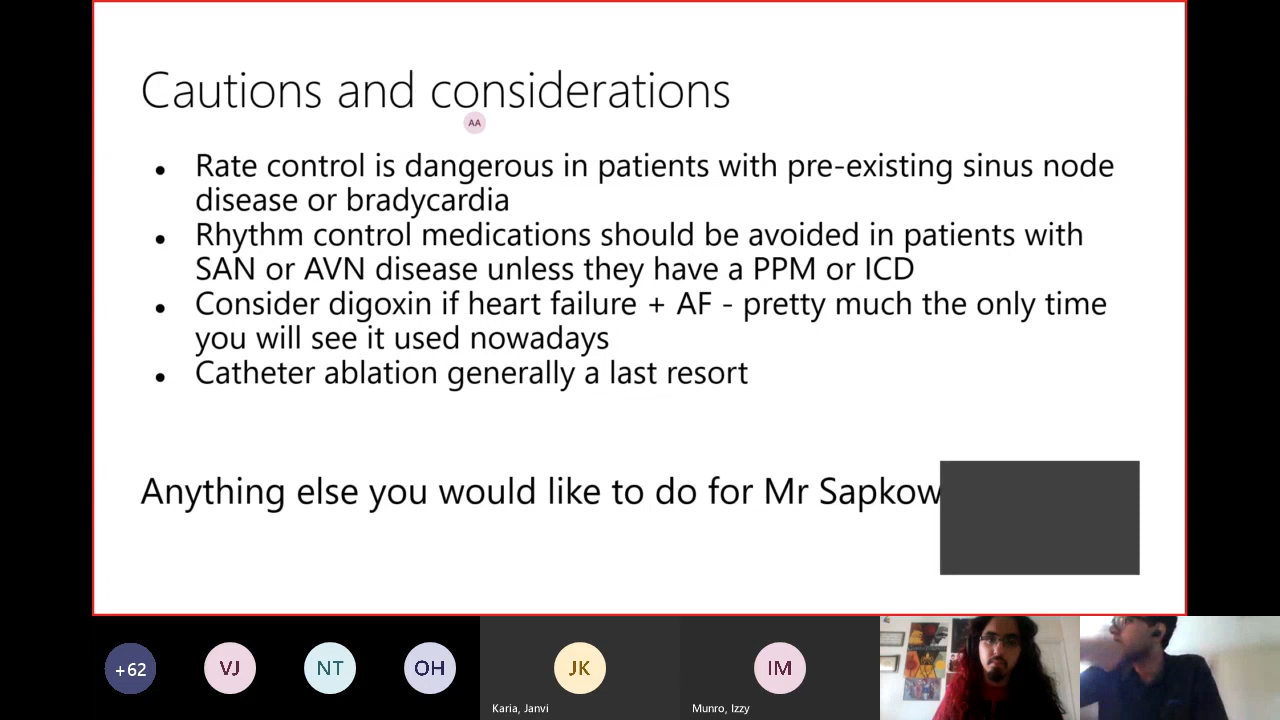 Cautions and considerations
AA
• Rate control is dangerous in patients with pre-existing sinus node
disease or bradycardia
• Rhythm control medications should be avoided in patients with
SAN or AVN disease unless they have a PPM or ICD
• Consider digoxin if heart failure + AF - pretty much the only time
you will see it used nowadays
• Catheter ablation generally a last resort
Anything else you would like to do for Mr Sapkow
+62
VJ
NT
OH
JK
IM
Karia, Janvi
Munro, Izzy